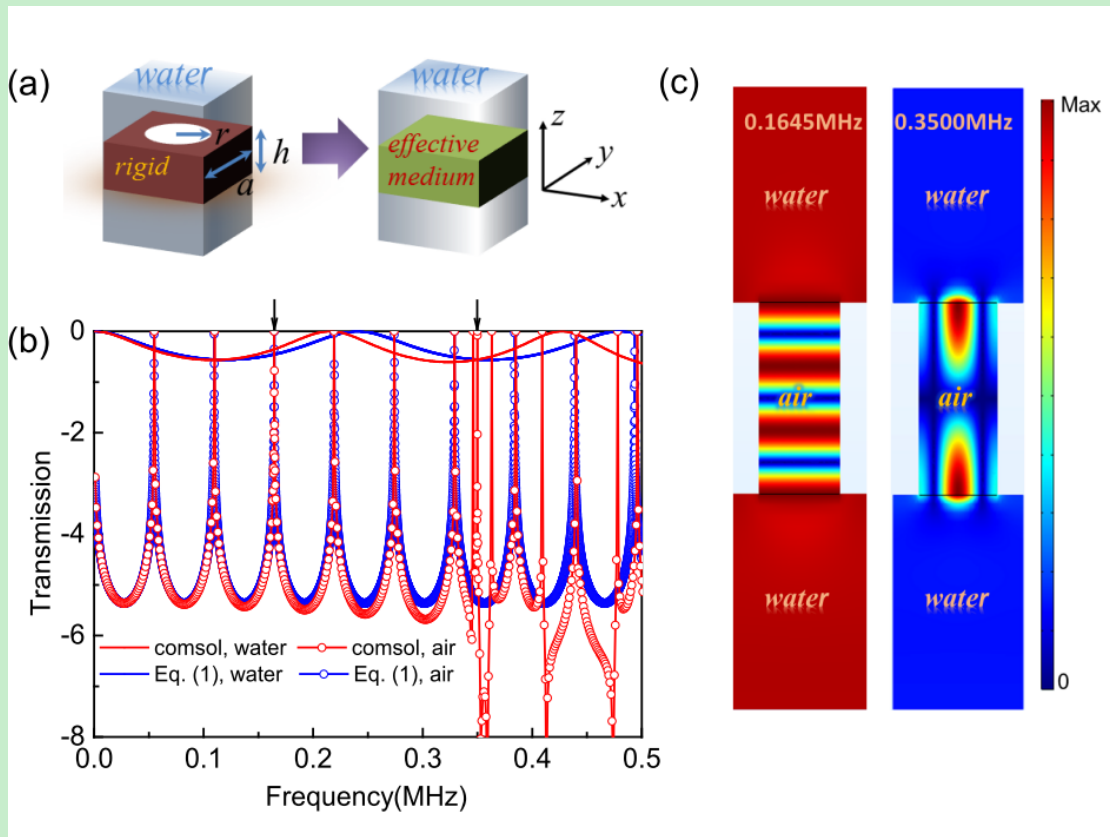 (a)
water
r
h
rigid
a
water
effective
medium
z
y
x
(b)
Transmission
0
-2
-4
-6
-8
comsol, water
comsol, air
Eq. (1), water
Eq. (1), air
0.0 0.1 0.2 0.3 0.4 0.5
Frequency(MHz)
(c)
0.1645MHz
water
air
water
0.3500MHz
water
air
water
Max
0